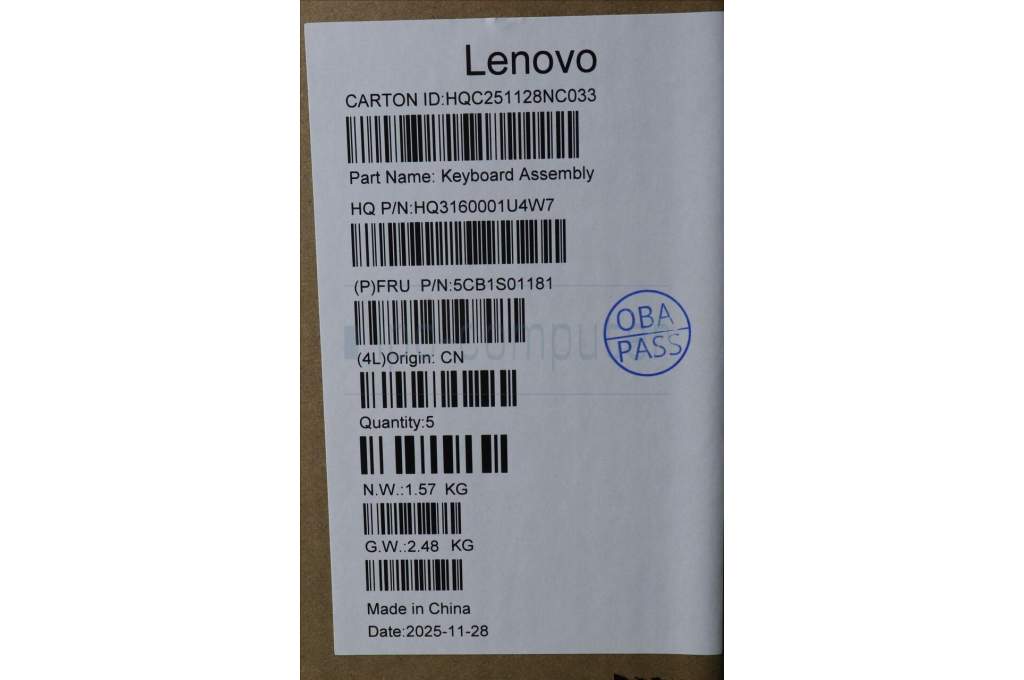 Lenovo
CARTON ID:HQC251128NC033
Part Name: Keyboard Assembly
HQ P/N:HQ3160001U4W7
(P)FRU P/N:5CB1S01181
(4L)Origin: CN
OBA
PASS
Quantity:5
N.W.:1.57 KG
G.W.:2.48 KG
Made in China
Date:2025-11-28